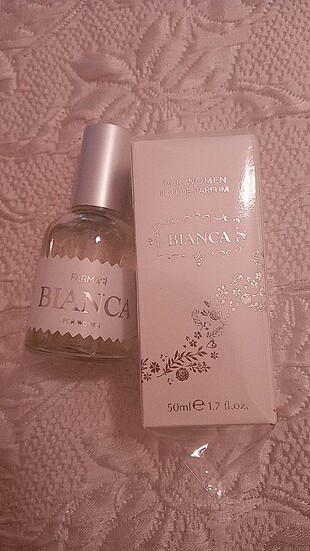 FARMASİ
BIANCA
FOR WOMEN
FOR WOMEN
EAU DE PARFUM
BIANCA
50ml e 1.7 fl.oz.